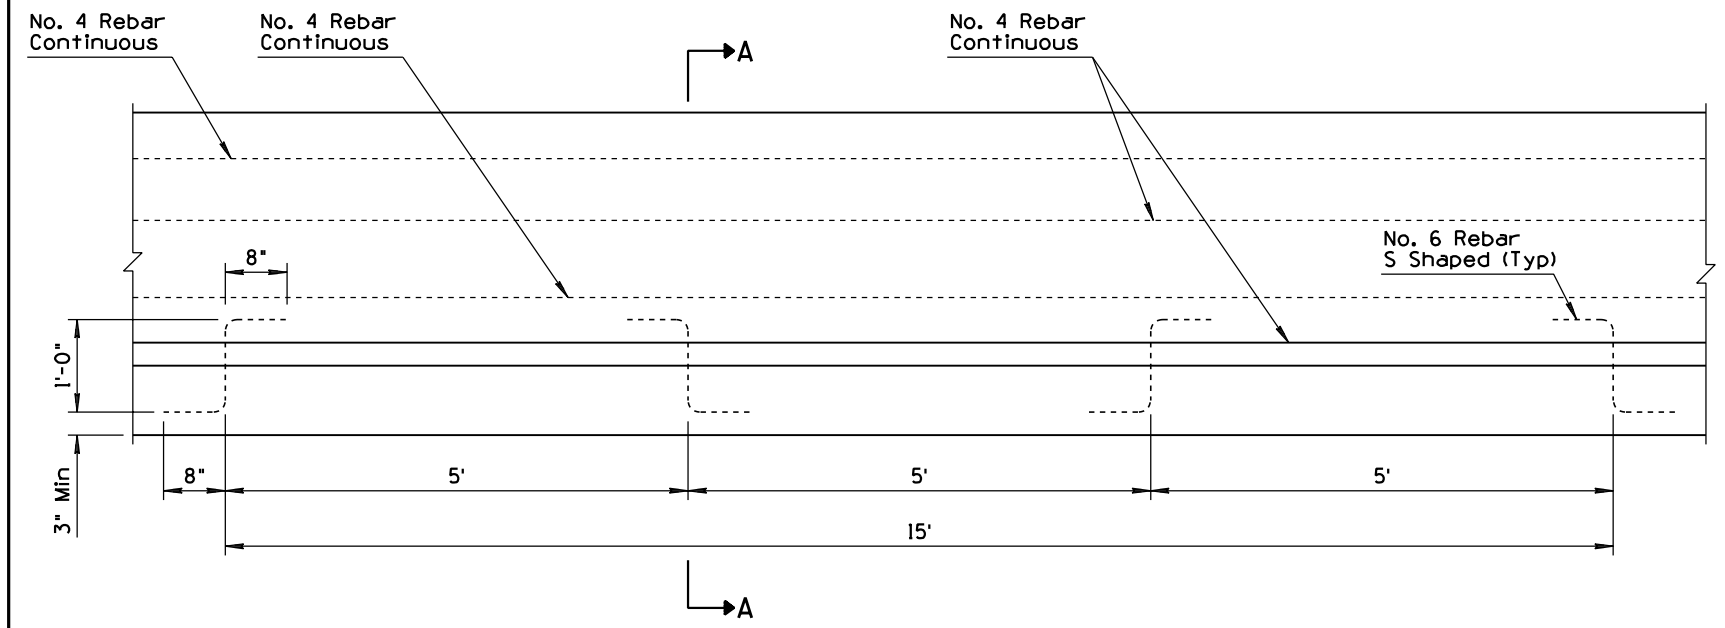 No. 4 Rebar
Continuous
No. 4 Rebar
Continuous
No. 4 Rebar
Continuous
A
No. 6 Rebar
S Shaped (Typ)
8"
1'-0"
3" Min
8"
5'
5'
5'
15'
A